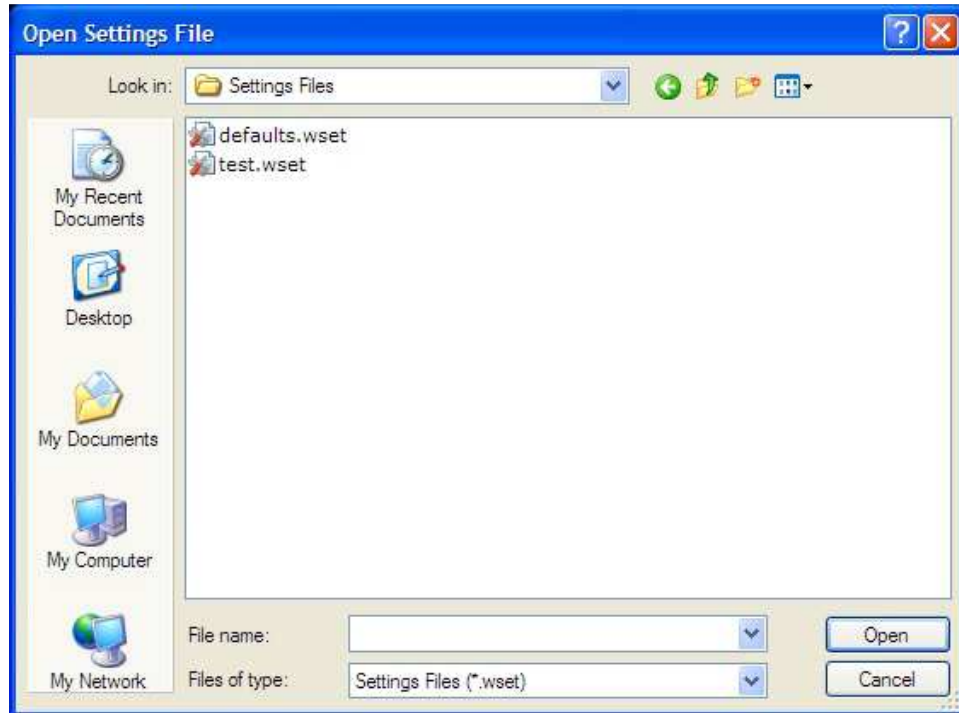 Open Settings File
Look in: Settings Files
defaults.wset
test.wset
My Recent
Documents
Desktop
My Documents
My Computer
My Network
File name:
Open
Files of type: Settings Files (*.wset)
Cancel